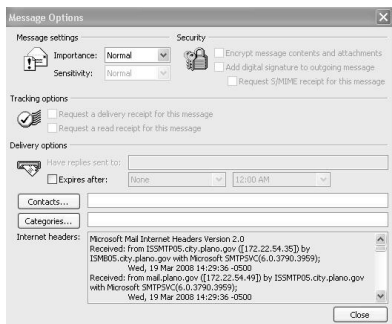 Message Options
Message settings
Security
Importance: Normal
Sensitivity: Normal
Encrypt message contents and attachments
Add digital signature to outgoing message
Request S/MIME receipt for this message
Tracking options
Request a delivery receipt for this message
Request a read receipt for this message
Delivery options
Have replies sent to:
Expires after: None 12:00 AM
Contacts...
Categories...
Internet headers:
Microsoft Mail Internet Headers Version 2.0
Received: from ISSMTP05.city.plano.gov ([172.22.54.35]) by
ISMB05.city.plano.gov with Microsoft SMTPSVC(6.0.3790.3959);
Wed, 19 Mar 2008 14:29:36 -0500
Received: from mail.plano.gov ([172.22.54.49]) by ISSMTP05.city.plano.gov
with Microsoft SMTPSVC(6.0.3790.3959);
Wed, 19 Mar 2008 14:29:36 -0500
Close